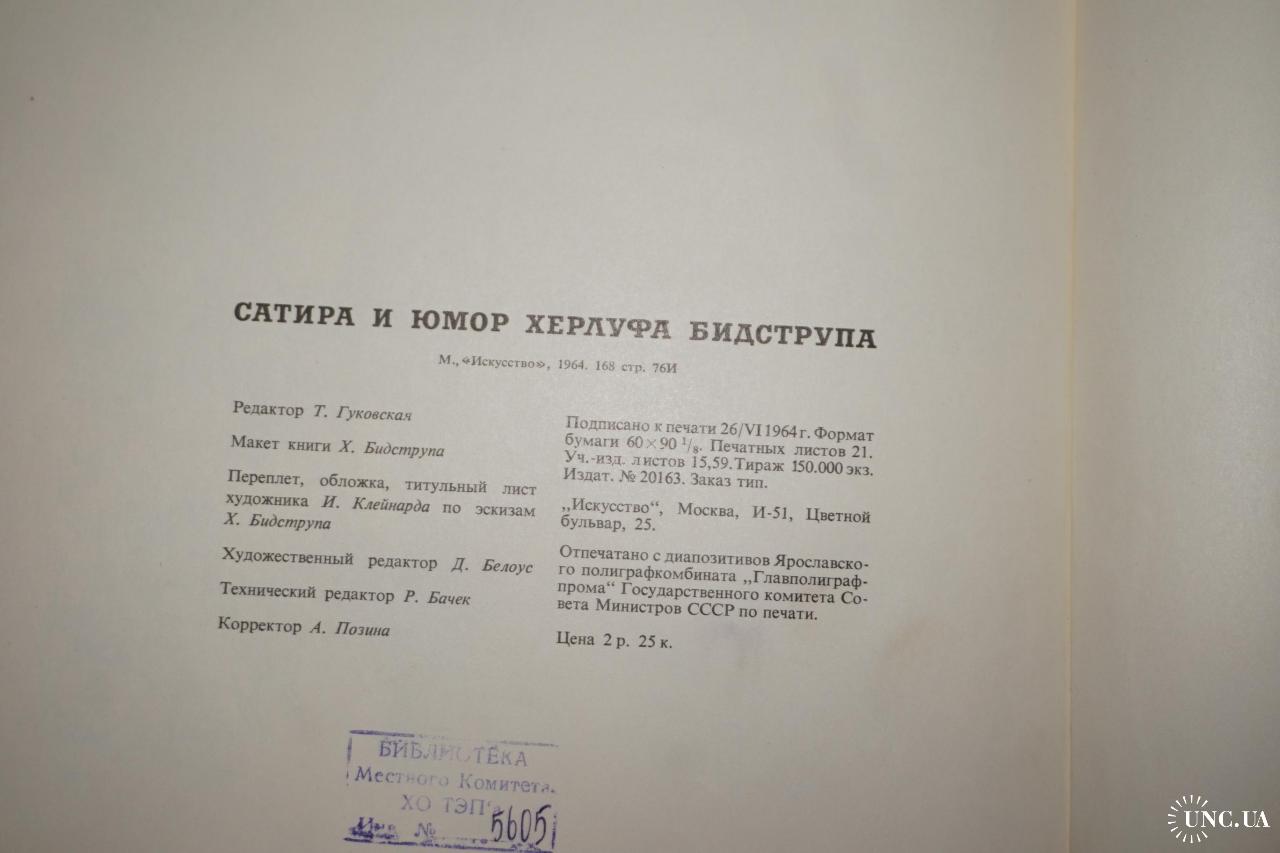 САТИРА И ЮМОР ХЕРЛУФА БИДСТРУПА
М., «Искусство», 1964. 168 стр. 76И
Редактор Т. Гуковская
Макет книги Х. Бидструпа
Переплет, обложка, титульный лист
художника И. Клейнарда по эскизам
Х. Бидструпа
Художественный редактор Д. Белоус
Технический редактор Р. Бачек
Корректор А. Позина
Подписано к печати 26/VI 1964 г. Формат
бумаги 60×90 1/8. Печатных листов 21.
Уч.-изд. листов 15,59. Тираж 150.000 экз.
Издат. № 20163. Заказ тип.
„Искусство“, Москва, И-51, Цветной
бульвар, 25.
Отпечатано с диапозитивов Ярославско-
го полиграфкомбината „Главполиграф-
прома“ Государственного комитета Со-
вета Министров СССР по печати.
Цена 2 р. 25 к.
БИБЛИОТЕКА
Местного Комитета
ХО ТЭП'а
Инв № 5605
UNC.UA